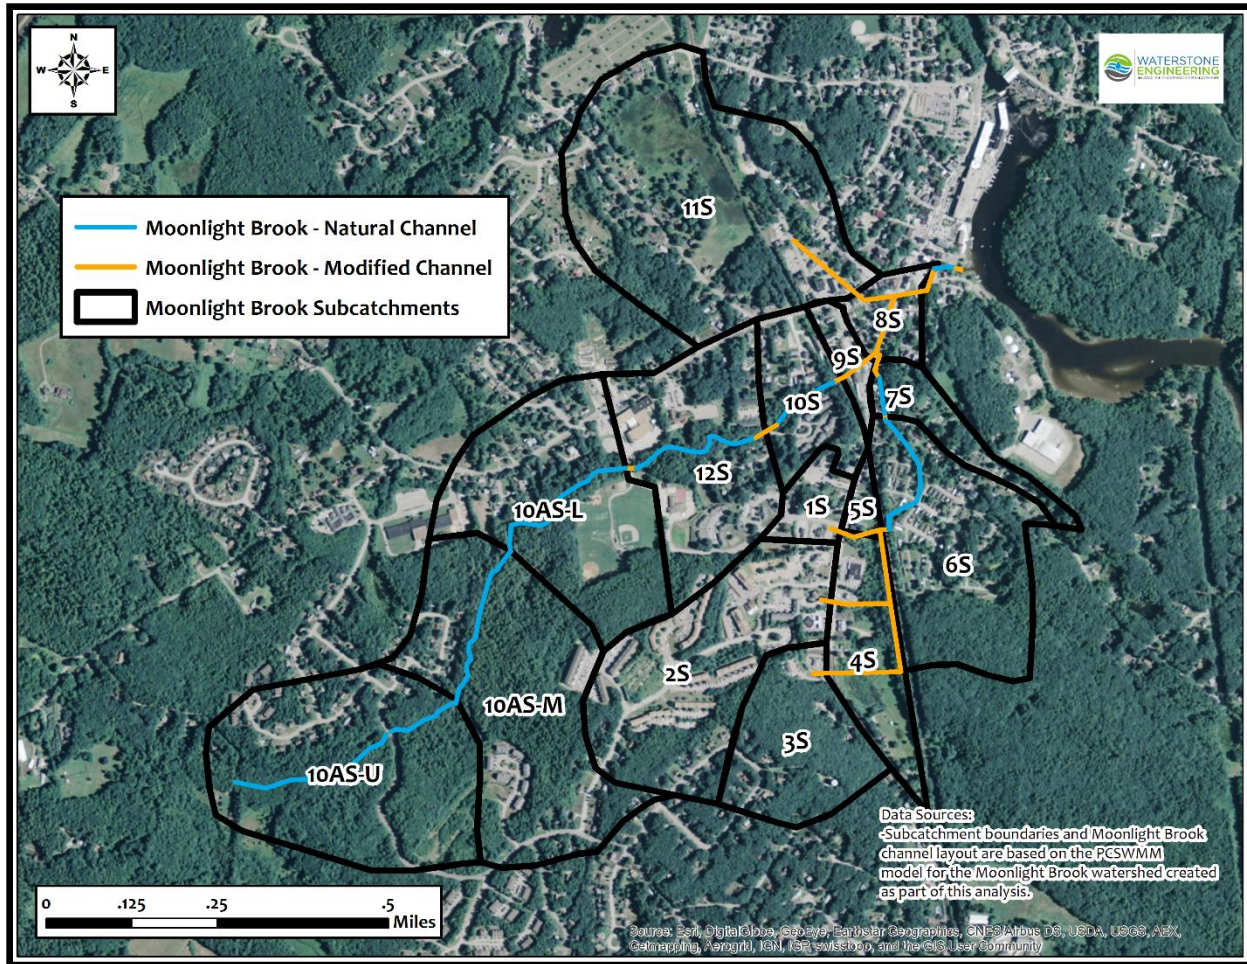 N
W E
S
WATERSTONE
ENGINEERING
Moonlight Brook - Natural Channel
Moonlight Brook - Modified Channel
Moonlight Brook Subcatchments
11S
8S
9S
7S
10S
12S
1S
5S
10AS-L
6S
2S
4S
10AS-M
3S
10AS-U
Data Sources:
-Subcatchment boundaries and Moonlight Brook
channel layout are based on the PCSWMM
model for the Moonlight Brook watershed created
as part of this analysis.
0 .125 .25 .5
Miles
Source: Esri, DigitalGlobe, GeoEye, Earthstar Geographics, CNES/Airbus DS, USDA, USGS, AEX,
Getmapping, Aerogrid, IGN, IGP, swisstopo, and the GIS User Community